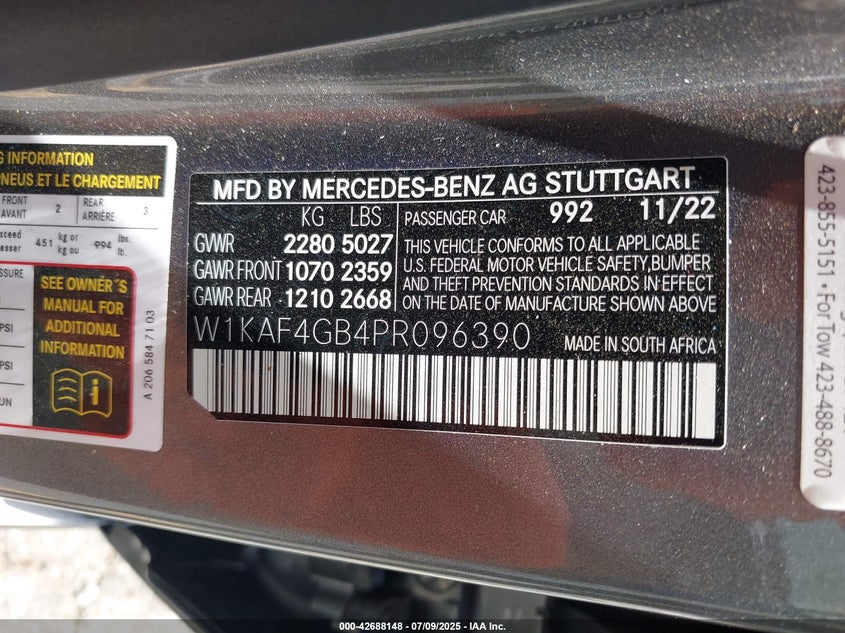 G INFORMATION
PNEUS ET LE CHARGEMENT
FRONT
AVANT 2 REAR
ARRIÈRE 3
xceed
esser 451 kg or
kg ou 994 lbs.
lb.
SSURE
SEE OWNER´S
MANUAL FOR
ADDITIONAL
INFORMATION
PSI
PSI
UN
A 206 584 71 03
MFD BY MERCEDES-BENZ AG STUTTGART
KG LBS PASSENGER CAR 992 11/22
GVWR 2280 5027
GAWR FRONT 1070 2359
GAWR REAR 1210 2668
THIS VEHICLE CONFORMS TO ALL APPLICABLE
U.S. FEDERAL MOTOR VEHICLE SAFETY,BUMPER
AND THEFT PREVENTION STANDARDS IN EFFECT
ON THE DATE OF MANUFACTURE SHOWN ABOVE
W1KAF4GB4PR096390 MADE IN SOUTH AFRICA
423-855-5151 • For Tow 423-488-8670
000-42688148 - 07/09/2025 - IAA Inc.